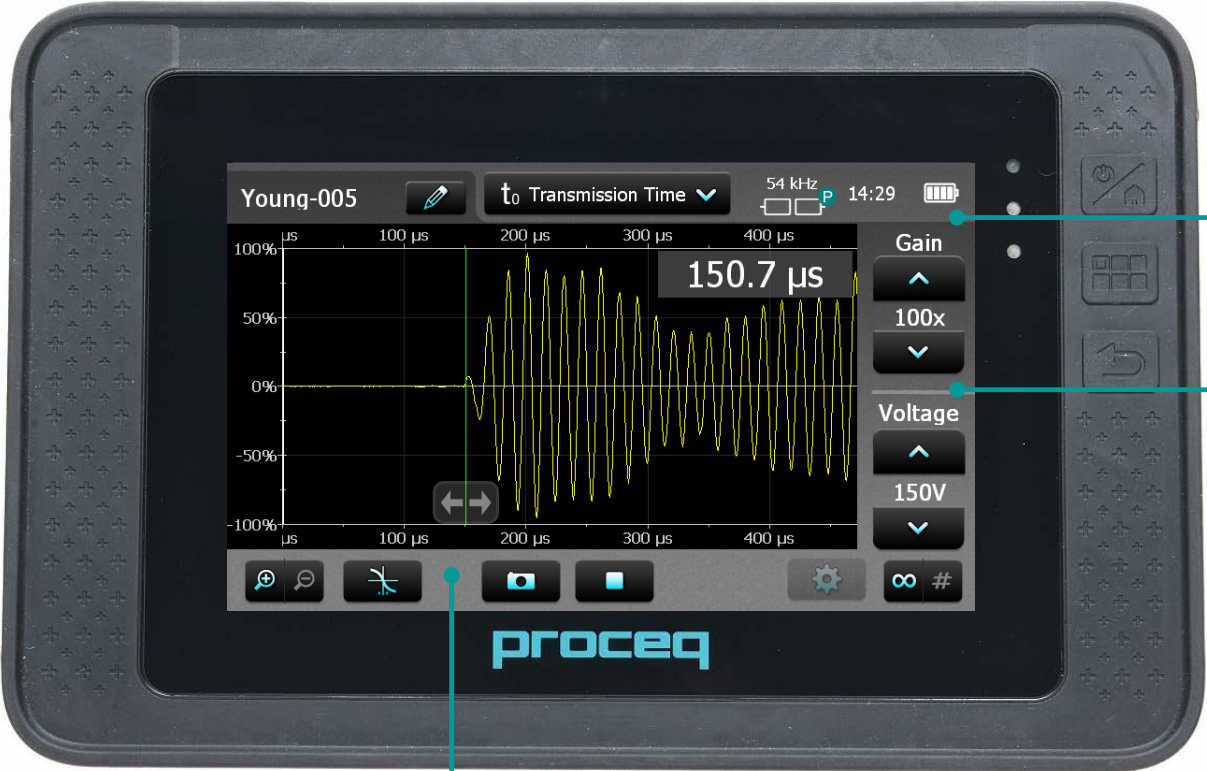 Young-005
t₀ Transmission Time
54 kHz
P
14:29
µs 100 µs 200 µs 300 µs 400 µs
100%
50%
0%
-50%
-100%
µs 100 µs 200 µs 300 µs 400 µs
150.7 µs
Gain
100x
Voltage
150V
∞ #
proceq